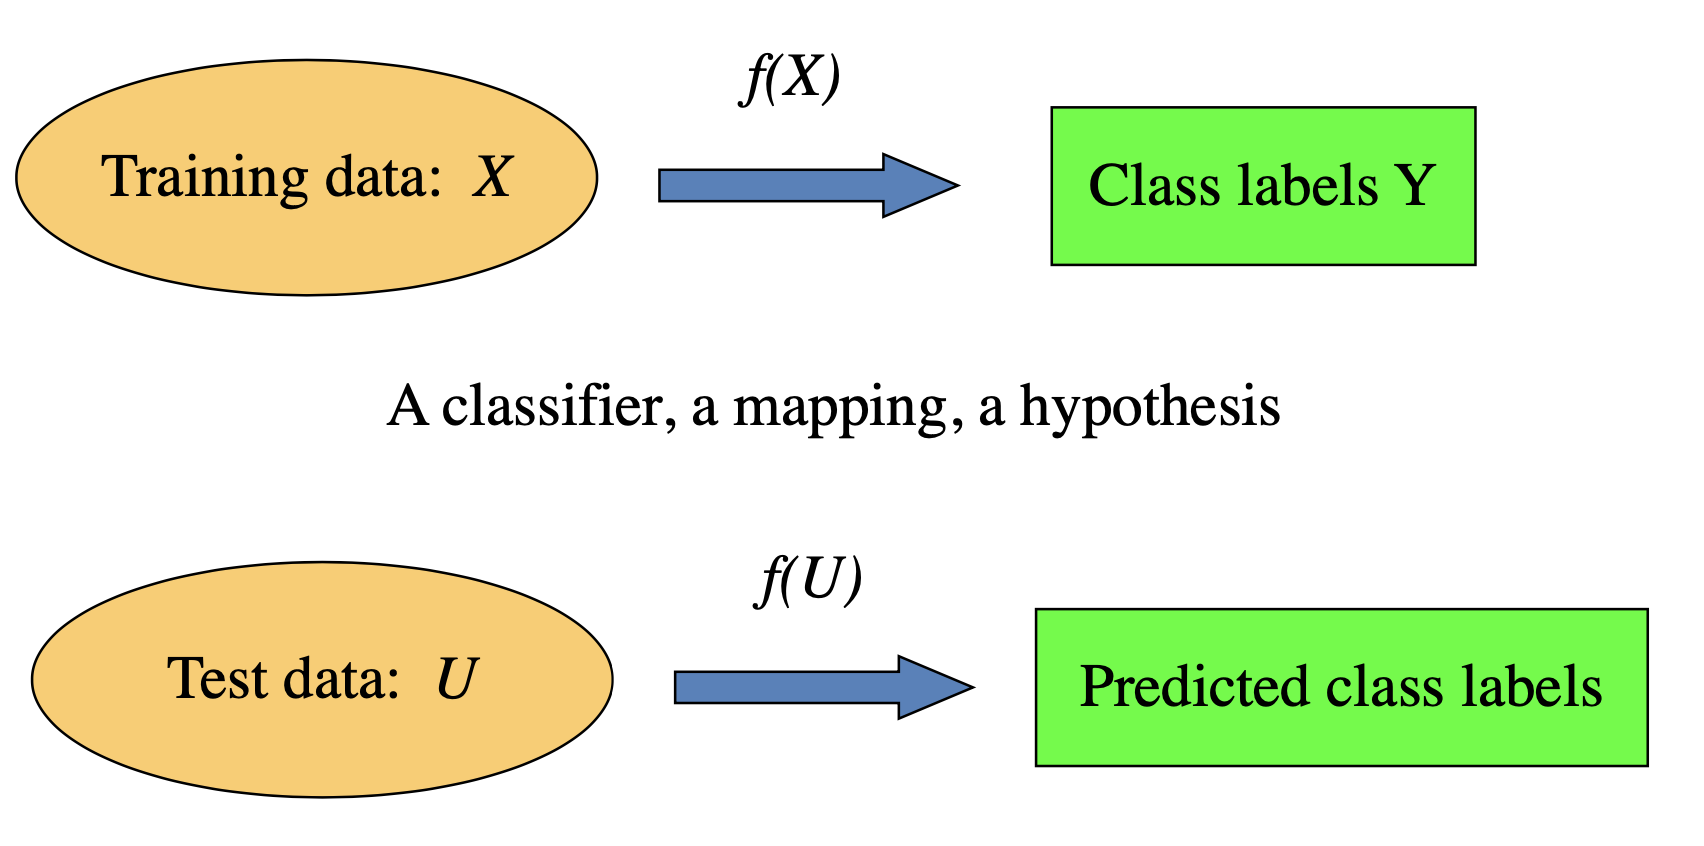 f(X)
Training data: X
Class labels Y
A classifier, a mapping, a hypothesis
f(U)
Test data: U
Predicted class labels